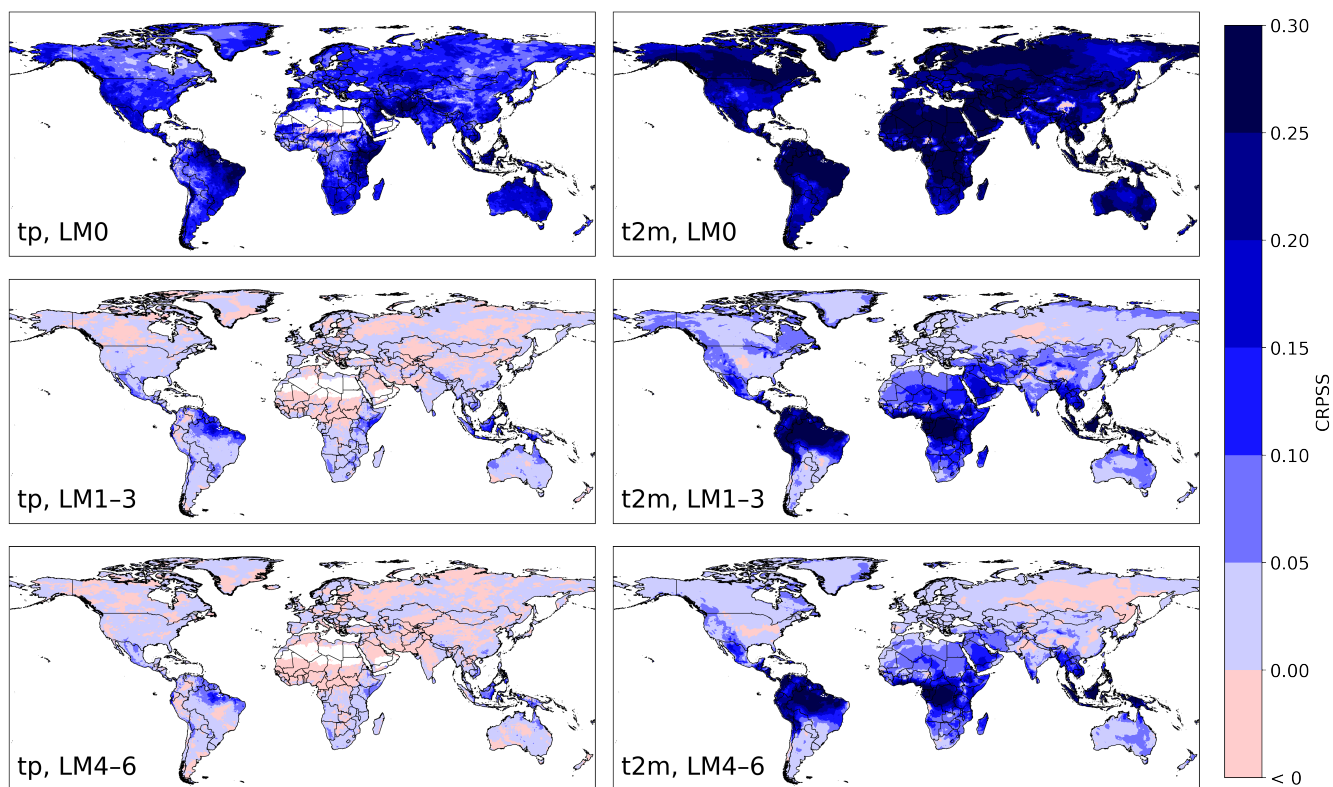 tp, LM0
t2m, LM0
tp, LM1–3
t2m, LM1–3
tp, LM4–6
t2m, LM4–6
0.30
0.25
0.20
0.15
0.10
0.05
0.00
< 0
CRPSS